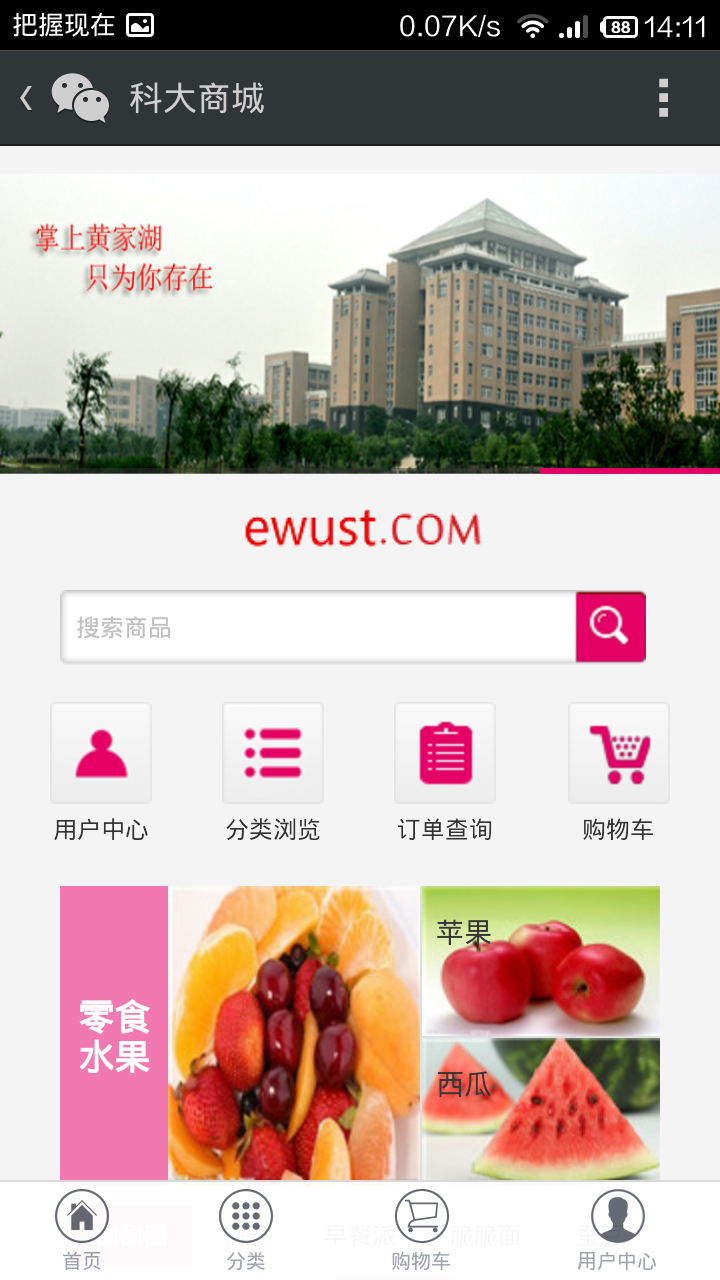 把握现在
0.07K/s
88
14:11
科大商城
掌上黄家湖
只为你存在
ewust.COM
搜索商品
用户中心
分类浏览
订单查询
购物车
零食
水果
苹果
西瓜
早餐派
脆脆面
首页
分类
购物车
用户中心